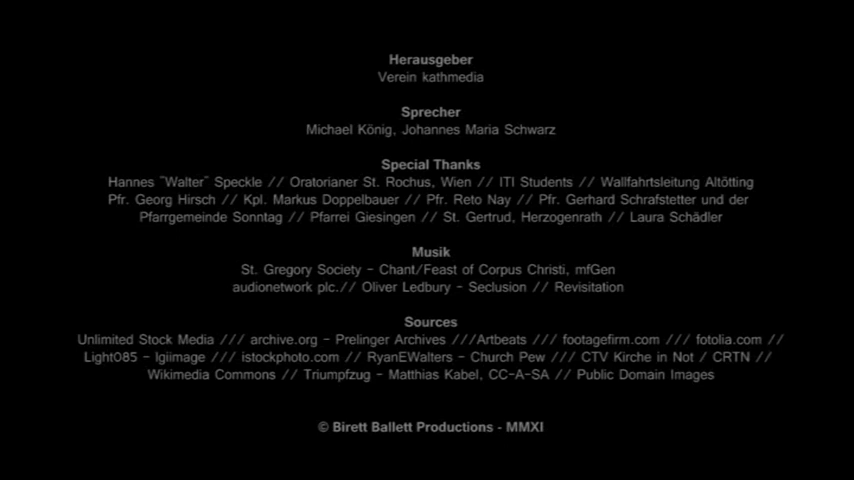 Herausgeber
Verein kathmedia
Sprecher
Michael König, Johannes Maria Schwarz
Special Thanks
Hannes "Walter" Speckle // Oratorianer St. Rochus, Wien // ITI Students // Wallfahrtsleitung Altötting
Pfr. Georg Hirsch // Kpl. Markus Doppelbauer // Pfr. Reto Nay // Pfr. Gerhard Schrafstetter und der
Pfarrgemeinde Sonntag // Pfarrei Giesingen // St. Gertrud, Herzogenrath // Laura Schädler
Musik
St. Gregory Society - Chant/Feast of Corpus Christi, mfGen
audionetwork plc.// Oliver Ledbury - Seclusion // Revisitation
Sources
Unlimited Stock Media /// archive.org - Prelinger Archives ///Artbeats /// footagefirm.com /// fotolia.com //
Light085 - Igiimage /// istockphoto.com // RyanEWalters - Church Pew /// CTV Kirche in Not / CRTN //
Wikimedia Commons // Triumpfzug - Matthias Kabel, CC-A-SA // Public Domain Images
© Birett Ballett Productions - MMXI